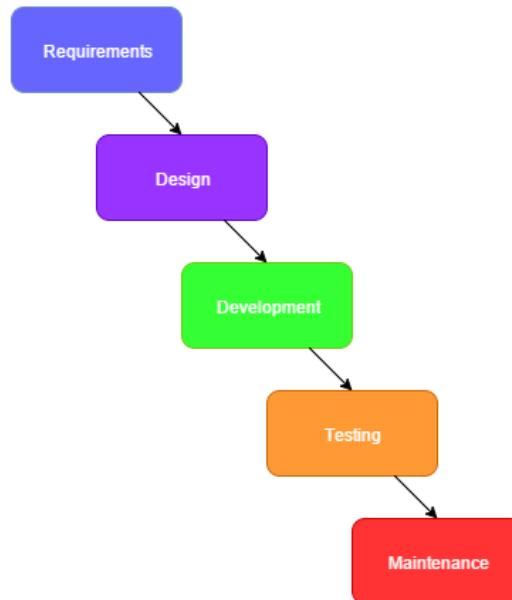 Requirements
Design
Development
Testing
Maintenance